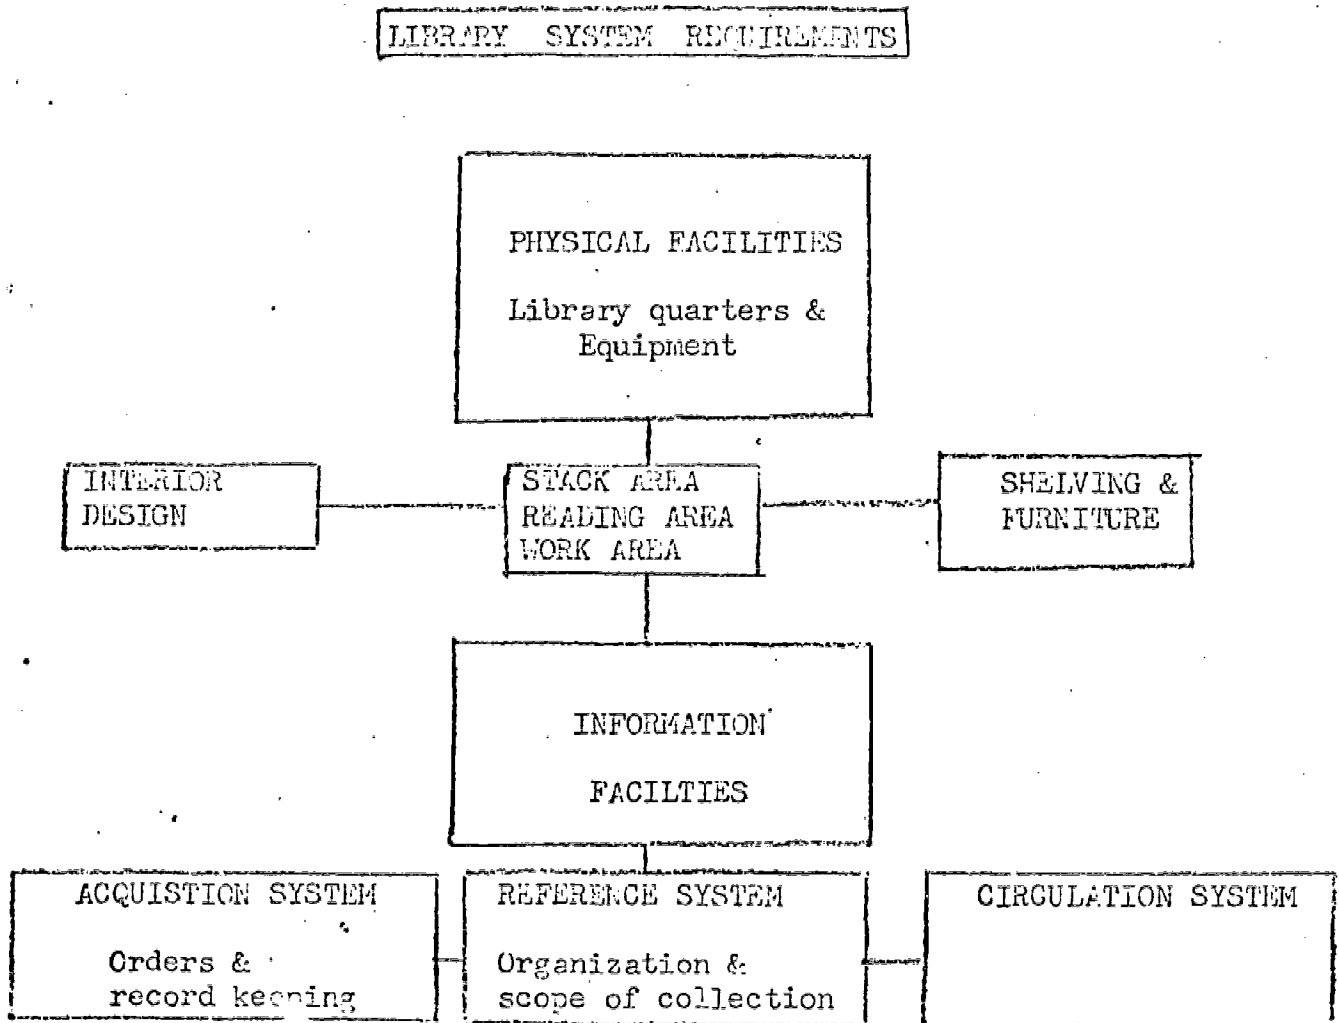 LIBRARY SYSTEM REQUIREMENTS
PHYSICAL FACILITIES
Library quarters &
Equipment
INTERIOR
DESIGN
STACK AREA
READING AREA
WORK AREA
SHELVING &
FURNITURE
INFORMATION
FACILTIES
ACQUISTION SYSTEM
Orders &
record keeping
REFERENCE SYSTEM
Organization &
scope of collection
CIRCULATION SYSTEM